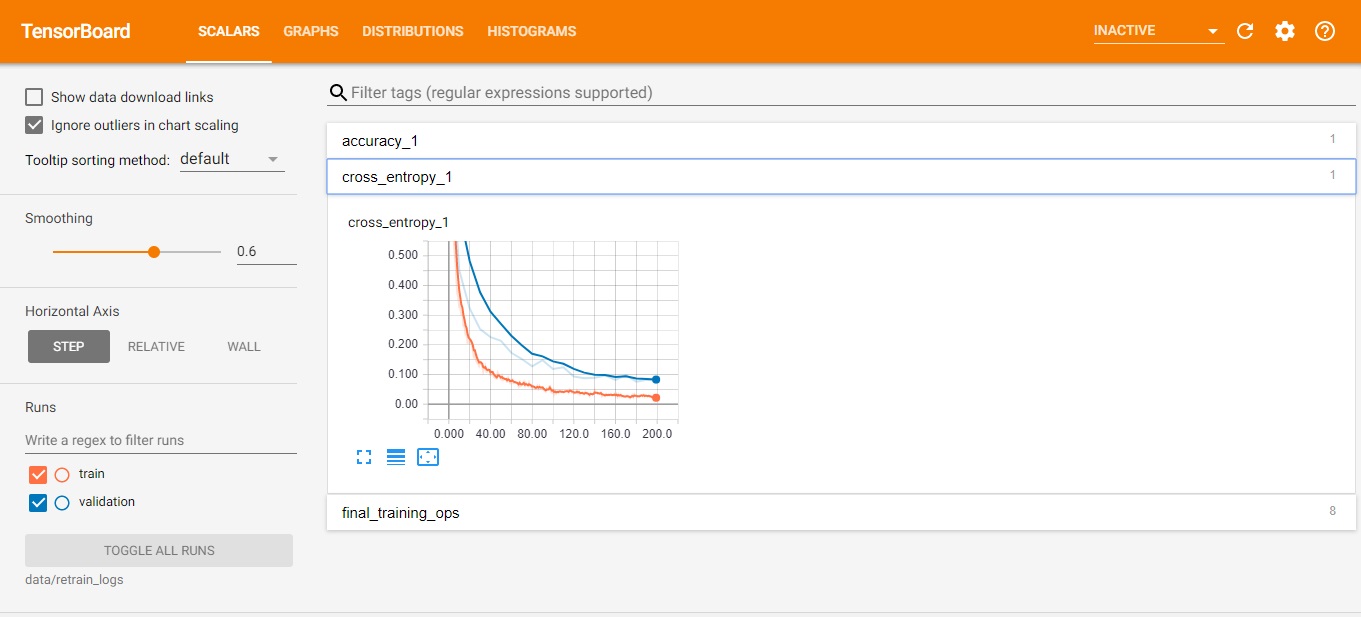 TensorBoard SCALARS GRAPHS DISTRIBUTIONS HISTOGRAMS INACTIVE
Show data download links
Ignore outliers in chart scaling
Tooltip sorting method: default
Smoothing
0.6
Horizontal Axis
STEP RELATIVE WALL
Runs
Write a regex to filter runs
train
validation
TOGGLE ALL RUNS
data/retrain_logs
Filter tags (regular expressions supported)
accuracy_1 1
cross_entropy_1 1
cross_entropy_1
0.500
0.400
0.300
0.200
0.100
0.00
0.000 40.00 80.00 120.0 160.0 200.0
final_training_ops 8